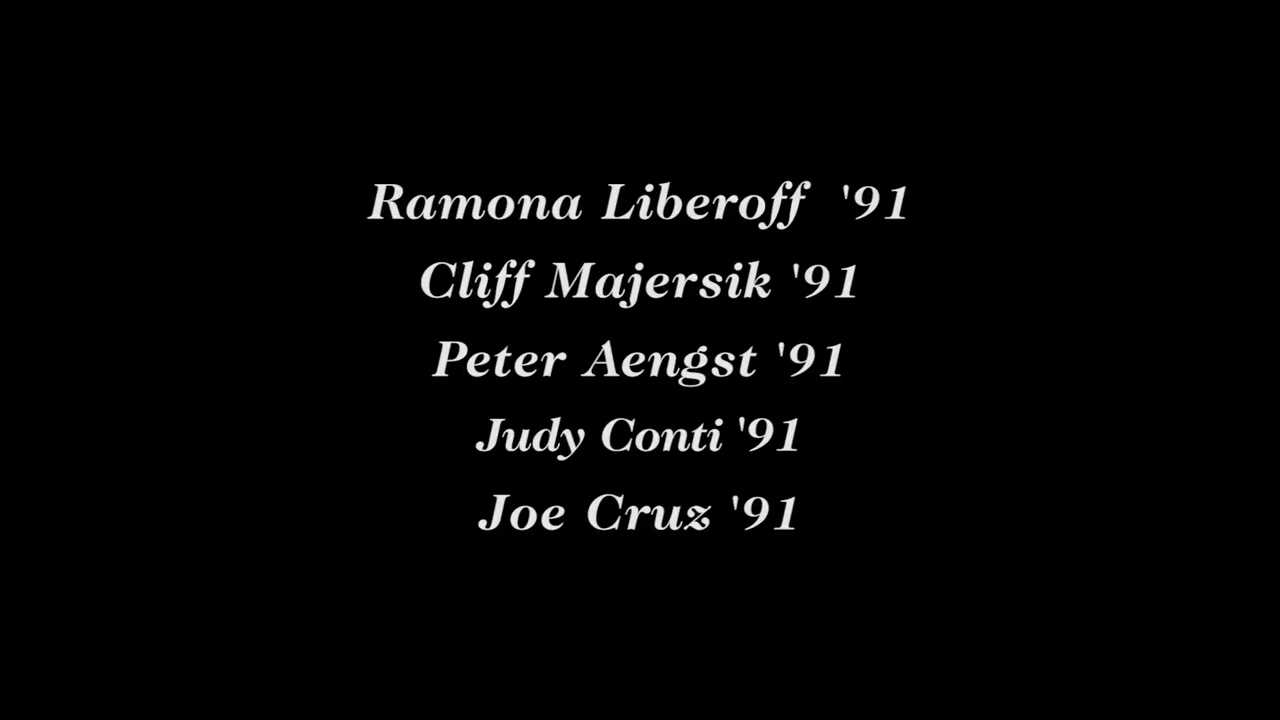 Ramona Liberoff '91
Cliff Majersik '91
Peter Aengst '91
Judy Conti '91
Joe Cruz '91